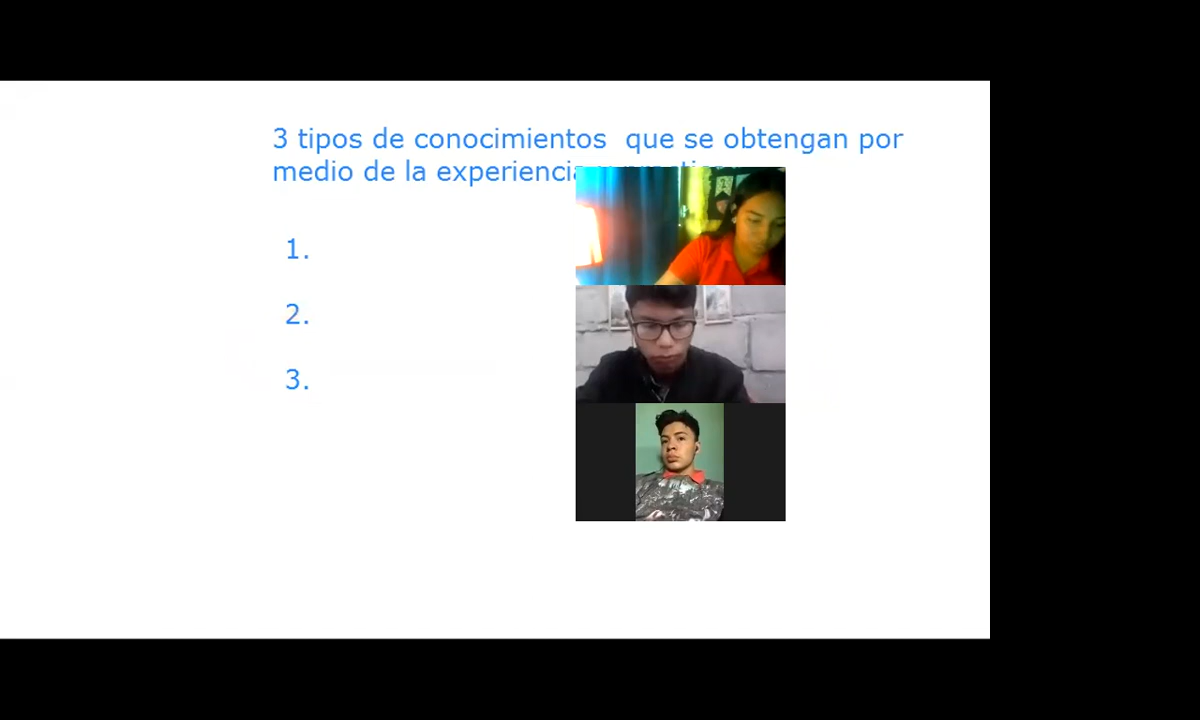 3 tipos de conocimientos que se obtengan por
medio de la experiencia
1.
2.
3.